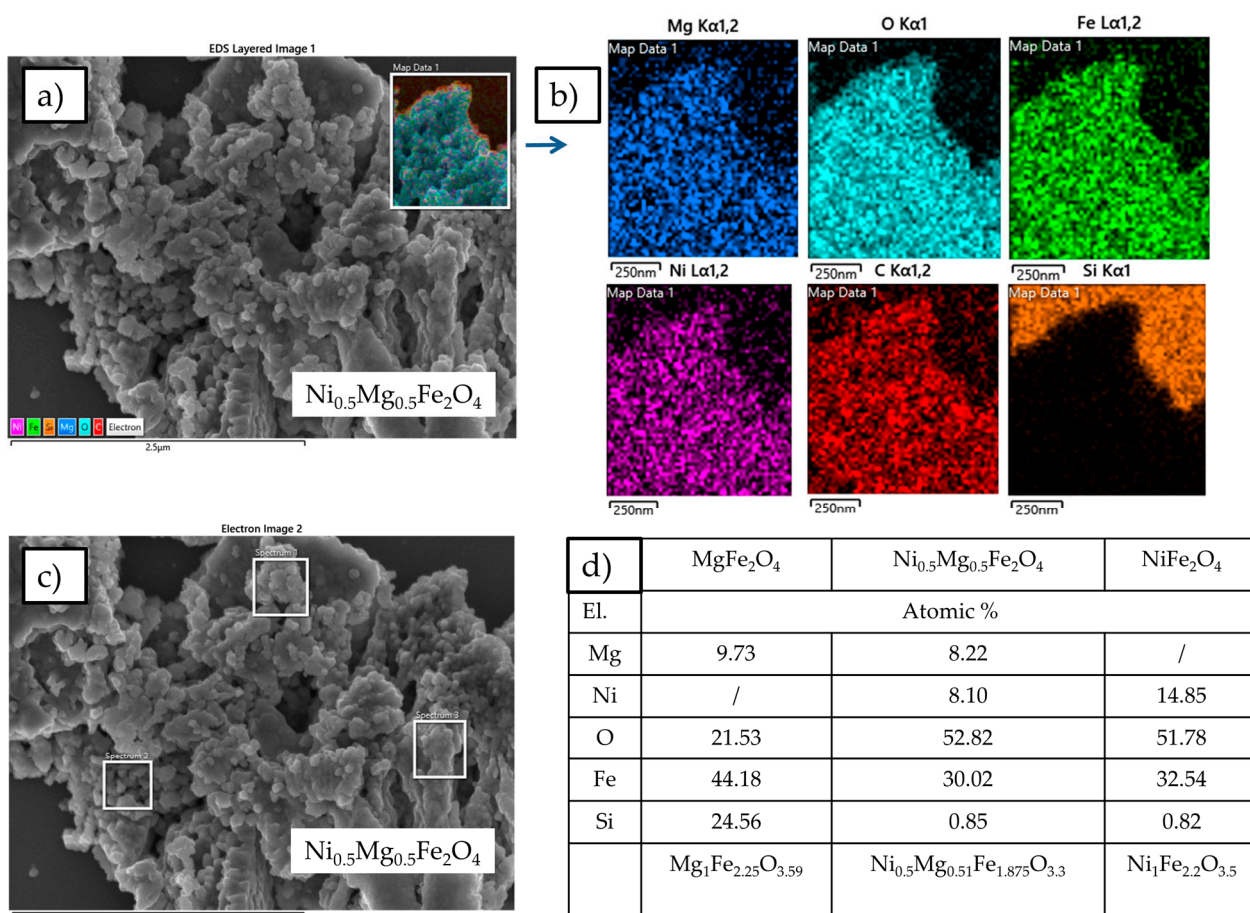 EDS Layered Image 1
a)
Map Data 1
Ni0.5Mg0.5Fe2O4
Ni Fe Si Mg O C Electron
2.5µm
b)
Mg Kα1,2
Map Data 1
250nm
O Kα1
Map Data 1
250nm
Fe Lα1,2
Map Data 1
250nm
Ni Lα1,2
Map Data 1
250nm
C Kα1,2
Map Data 1
250nm
Si Kα1
Map Data 1
250nm
Electron Image 2
c)
Spectrum 1
Spectrum 3
Spectrum 2
Ni0.5Mg0.5Fe2O4
d) MgFe2O4 Ni0.5Mg0.5Fe2O4 NiFe2O4
El. Atomic %
Mg 9.73 8.22 /
Ni / 8.10 14.85
O 21.53 52.82 51.78
Fe 44.18 30.02 32.54
Si 24.56 0.85 0.82
Mg1Fe2.25O3.59 Ni0.5Mg0.51Fe1.875O3.3 Ni1Fe2.2O3.5